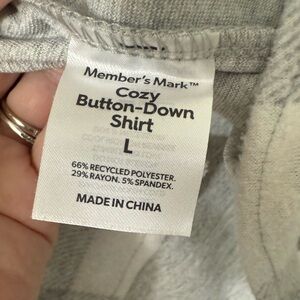 Member's Mark™
Cozy
Button-Down
Shirt
L
66% RECYCLED POLYESTER.
29% RAYON. 5% SPANDEX.
MADE IN CHINA